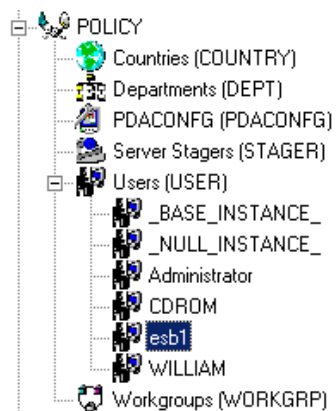 POLICY
Countries (COUNTRY)
Departments (DEPT)
PDACONFG (PDACONFG)
Server Stagers (STAGER)
Users (USER)
_BASE_INSTANCE_
_NULL_INSTANCE_
Administrator
CDROM
esb1
WILLIAM
Workgroups (WORKGRP)